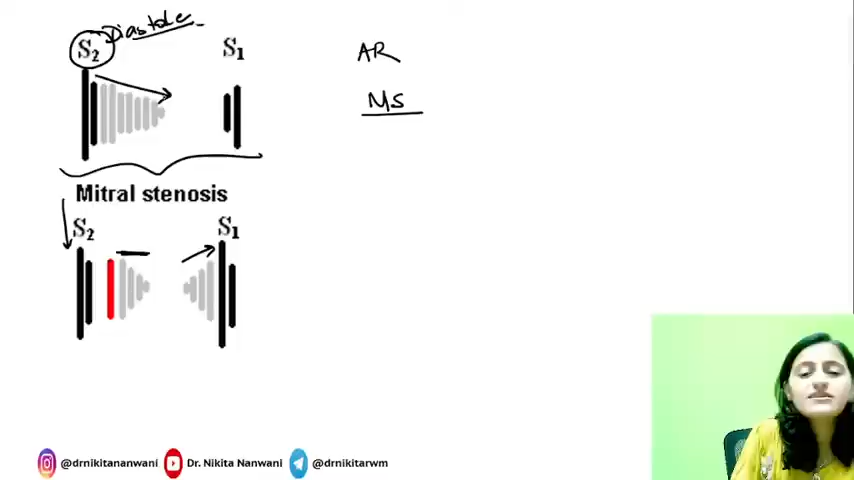 Diastole
S2 S1
AR
MS
Mitral stenosis
S2 S1
@drnikitananwani Dr. Nikita Nanwani @drnikitarwm